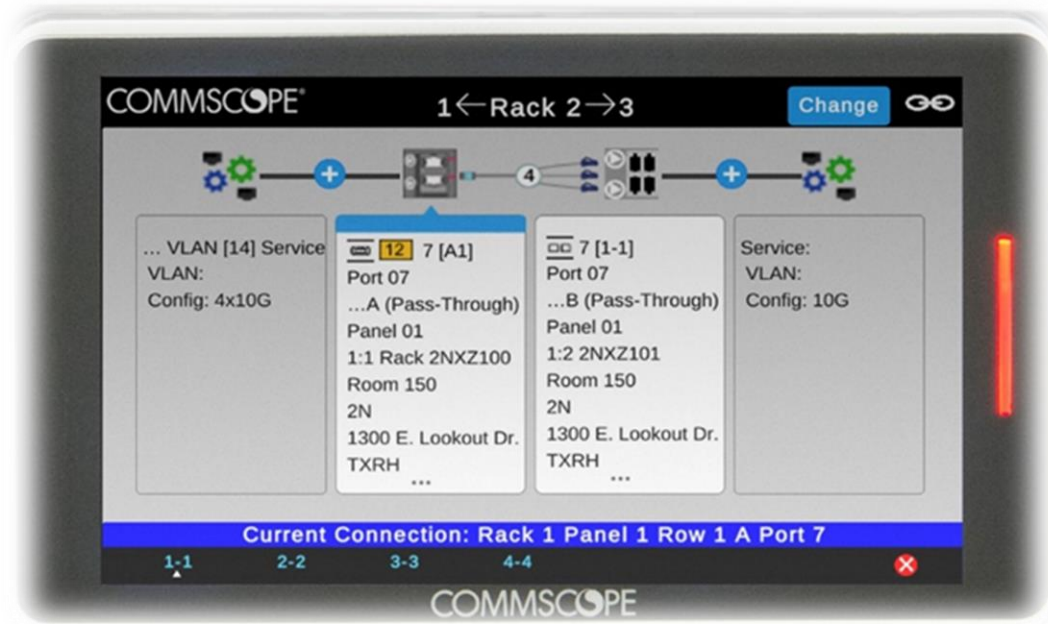 COMMSCOPE®
1←Rack 2→3
Change
4
... VLAN [14] Service
VLAN:
Config: 4x10G
12 7 [A1]
Port 07
...A (Pass-Through)
Panel 01
1:1 Rack 2NXZ100
Room 150
2N
1300 E. Lookout Dr.
TXRH
...
7 [1-1]
Port 07
...B (Pass-Through)
Panel 01
1:2 2NXZ101
Room 150
2N
1300 E. Lookout Dr.
TXRH
...
Service:
VLAN:
Config: 10G
Current Connection: Rack 1 Panel 1 Row 1 A Port 7
1-1 2-2 3-3 4-4
COMMSCOPE